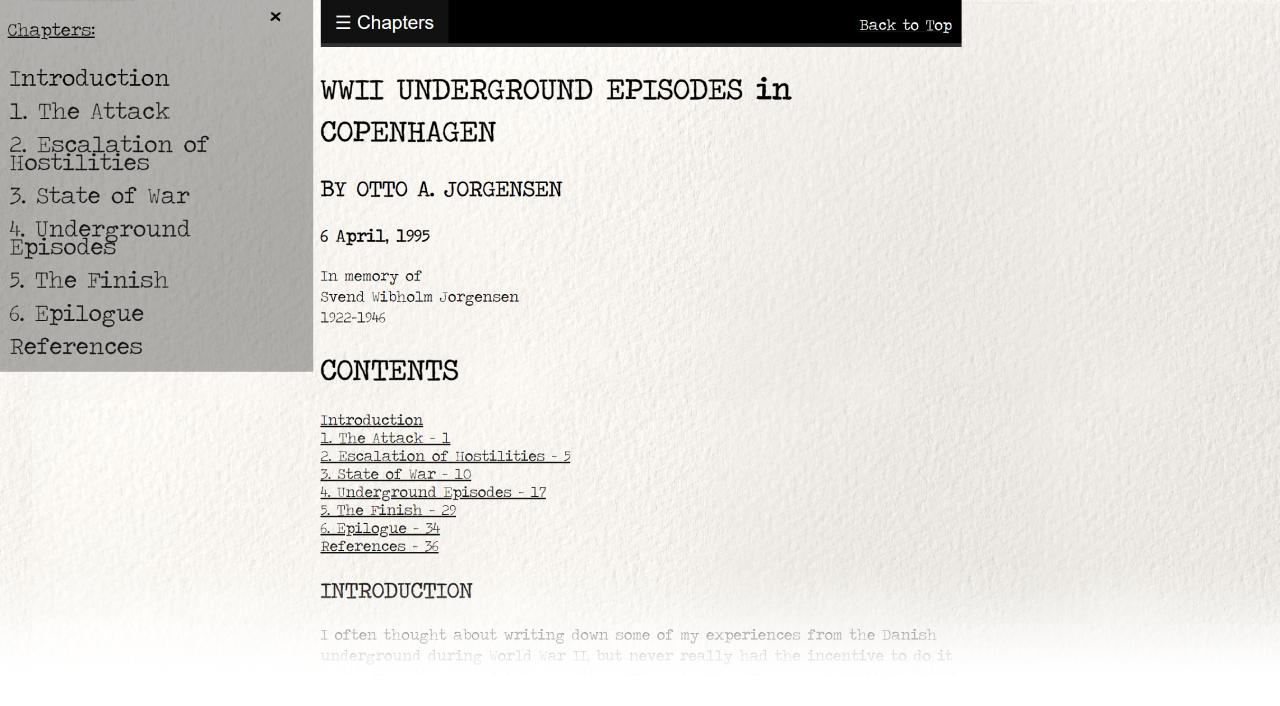 ×
Chapters:
Introduction
1. The Attack
2. Escalation of
Hostilities
3. State of War
4. Underground
Episodes
5. The Finish
6. Epilogue
References
☰ Chapters
Back to Top
WWII UNDERGROUND EPISODES in
COPENHAGEN
BY OTTO A. JORGENSEN
6 April, 1995
In memory of
Svend Wibholm Jorgensen
1922-1946
CONTENTS
Introduction
1. The Attack - 1
2. Escalation of Hostilities - 5
3. State of War - 10
4. Underground Episodes - 17
5. The Finish - 29
6. Epilogue - 34
References - 36
INTRODUCTION
I often thought about writing down some of my experiences from the Danish
underground during World War II, but never really had the incentive to do it